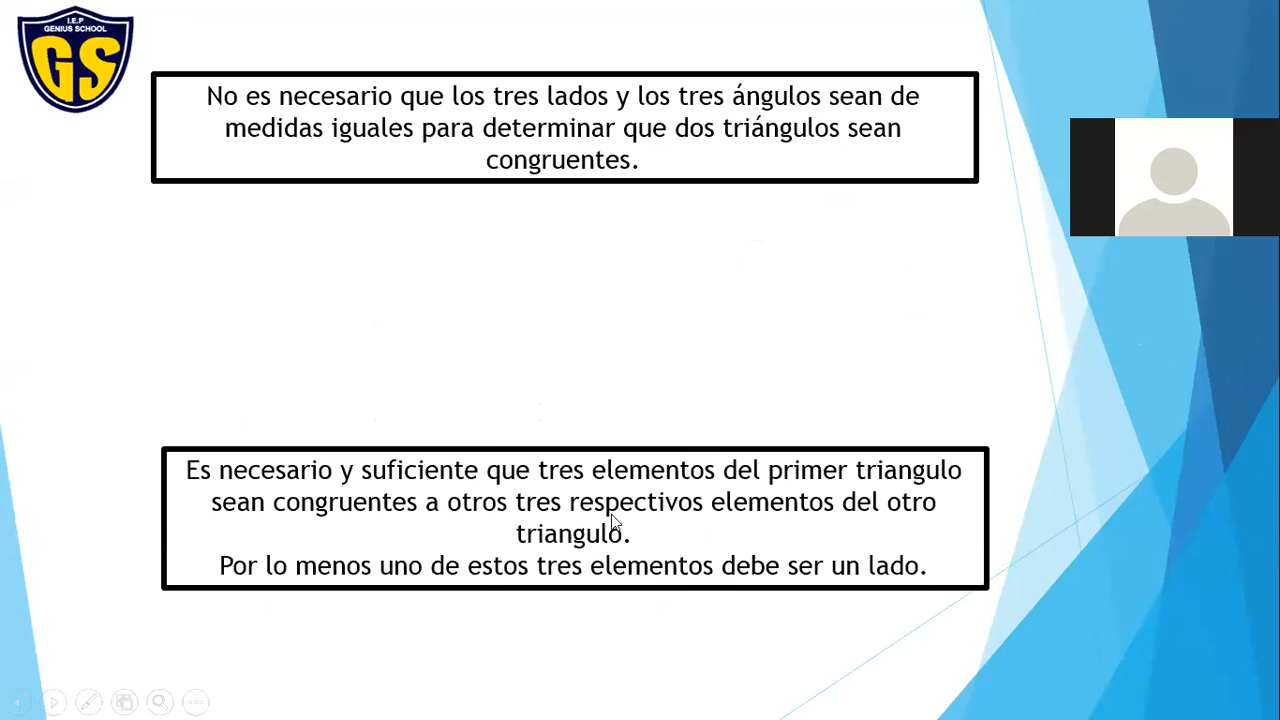 I.E.P
GENIUS SCHOOL
GS
No es necesario que los tres lados y los tres ángulos sean de
medidas iguales para determinar que dos triángulos sean
congruentes.
Es necesario y suficiente que tres elementos del primer triangulo
sean congruentes a otros tres respectivos elementos del otro
triangulo.
Por lo menos uno de estos tres elementos debe ser un lado.